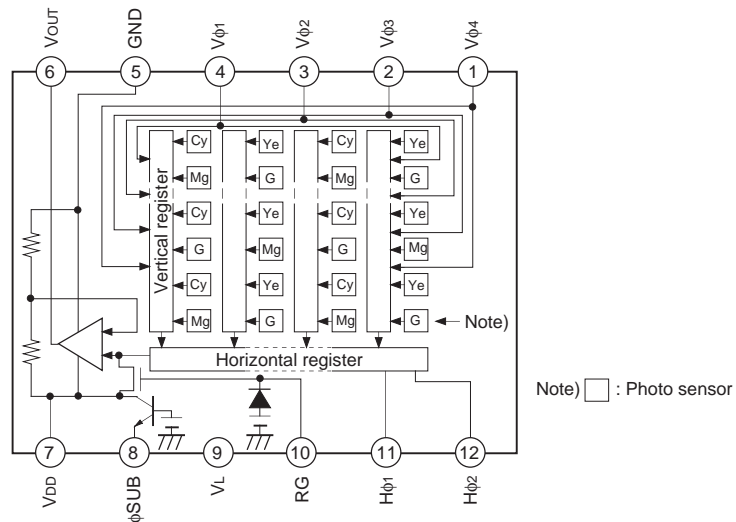 VOUT GND Vϕ1 Vϕ2 Vϕ3 Vϕ4
6 5 4 3 2 1
Vertical register
Cy Ye Cy Ye
Mg G Mg G
Cy Ye Cy Ye
G Mg G Mg
Cy Ye Cy Ye
Mg G Mg G Note)
Horizontal register
Note) : Photo sensor
7 8 9 10 11 12
VDD ϕSUB VL RG Hϕ1 Hϕ2